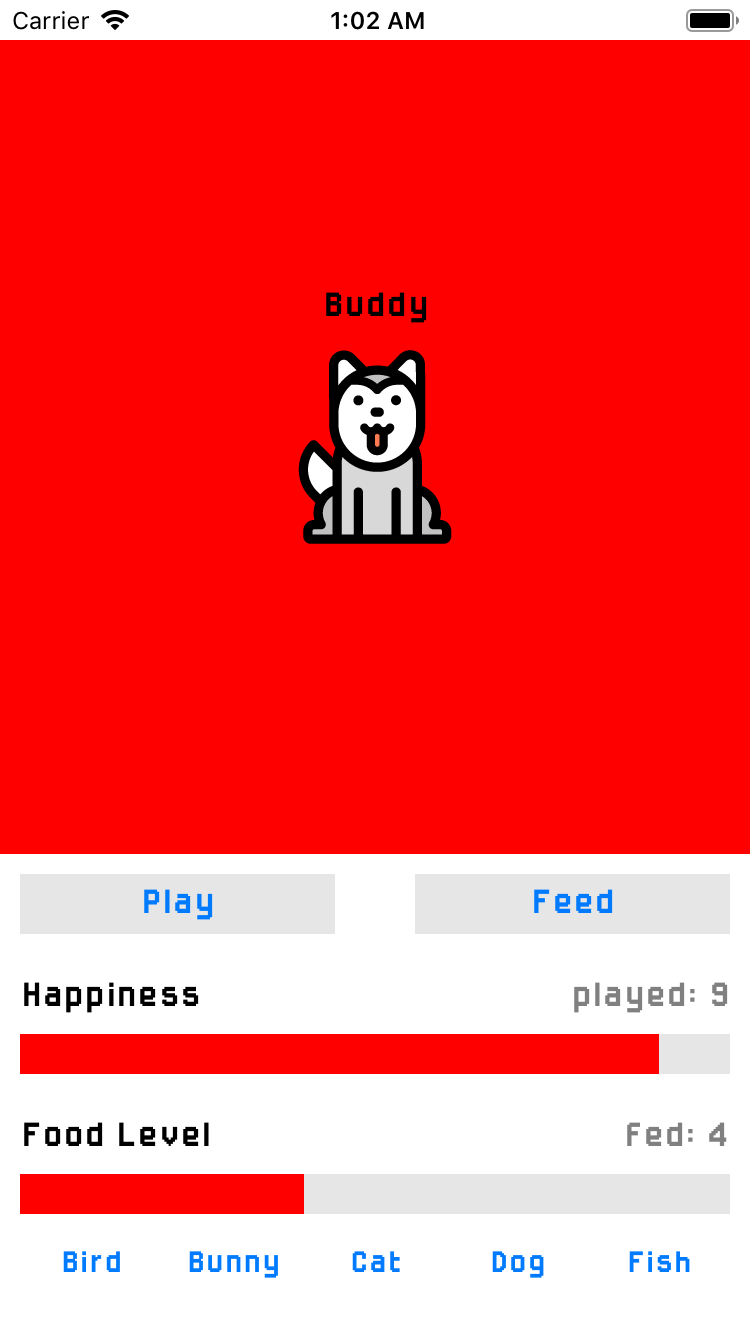 Carrier 1:02 AM
Buddy
Play Feed
Happiness played: 9
Food Level Fed: 4
Bird Bunny Cat Dog Fish